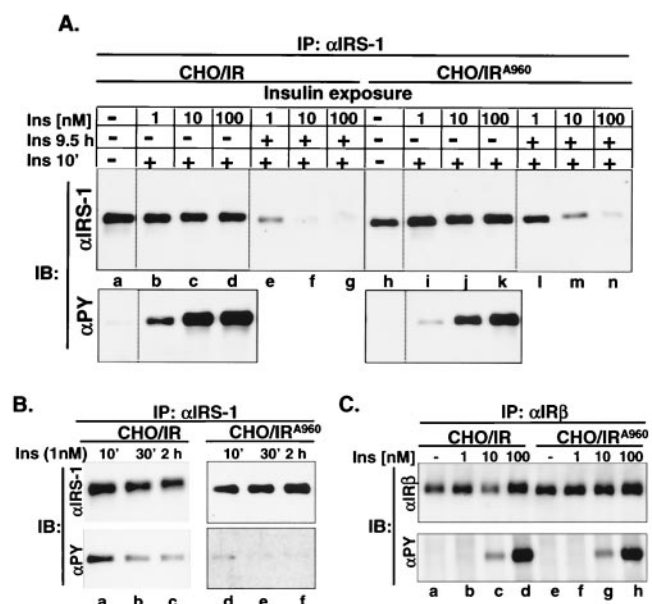 A.
IP: αIRS-1
CHO/IR CHO/IR^A960
Insulin exposure
Ins [nM] - 1 10 100 1 10 100 - 1 10 100 1 10 100
Ins 9.5 h - - - - + + + - - - - + + +
Ins 10' - + + + + + + - + + + + + +
αIRS-1
IB:
a b c d e f g h i j k l m n
αPY
B.
IP: αIRS-1
CHO/IR CHO/IR^A960
Ins (1nM) 10' 30' 2 h 10' 30' 2 h
αIRS-1
IB:
αPY
a b c d e f
C.
IP: αIRβ
CHO/IR CHO/IR^A960
Ins [nM] - 1 10 100 - 1 10 100
αIRβ
IB:
αPY
a b c d e f g h